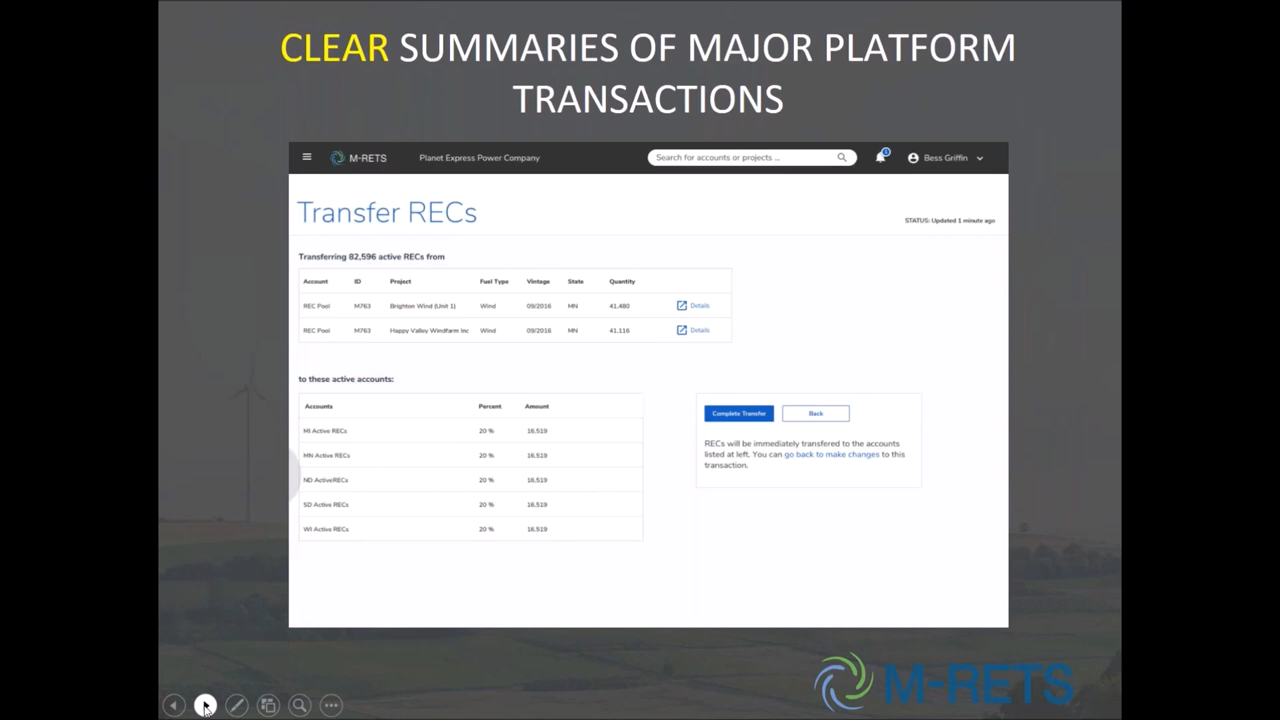 CLEAR SUMMARIES OF MAJOR PLATFORM
TRANSACTIONS
M-RETS Planet Express Power Company Search for accounts or projects ... 1 Bess Griffin
Transfer RECs
STATUS: Updated 1 minute ago
Transferring 82,596 active RECs from
Account ID Project Fuel Type Vintage State Quantity
REC Pool M763 Brighton Wind (Unit 1) Wind 09/2016 MN 41,480 Details
REC Pool M763 Happy Valley Windfarm Inc Wind 09/2016 MN 41,116 Details
to these active accounts:
Accounts Percent Amount
MI Active RECs 20 % 16,519
MN Active RECs 20 % 16,519
ND ActiveRECs 20 % 16,519
SD Active RECs 20 % 16,519
WI Active RECs 20 % 16,519
Complete Transfer Back
RECs will be immediately transfered to the accounts
listed at left. You can go back to make changes to this
transaction.
M-RETS